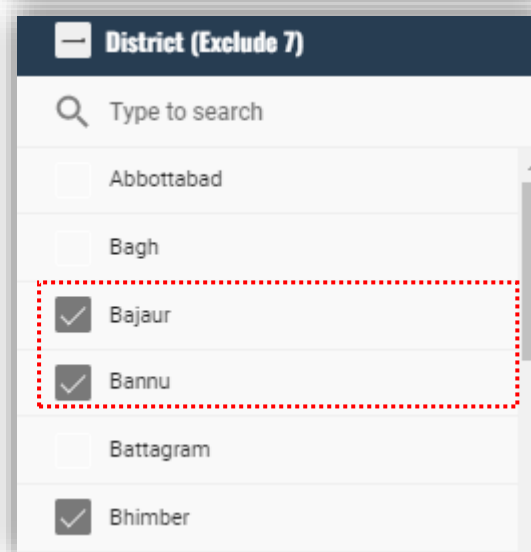 District (Exclude 7)
Type to search
Abbottabad
Bagh
Bajaur
Bannu
Battagram
Bhimber